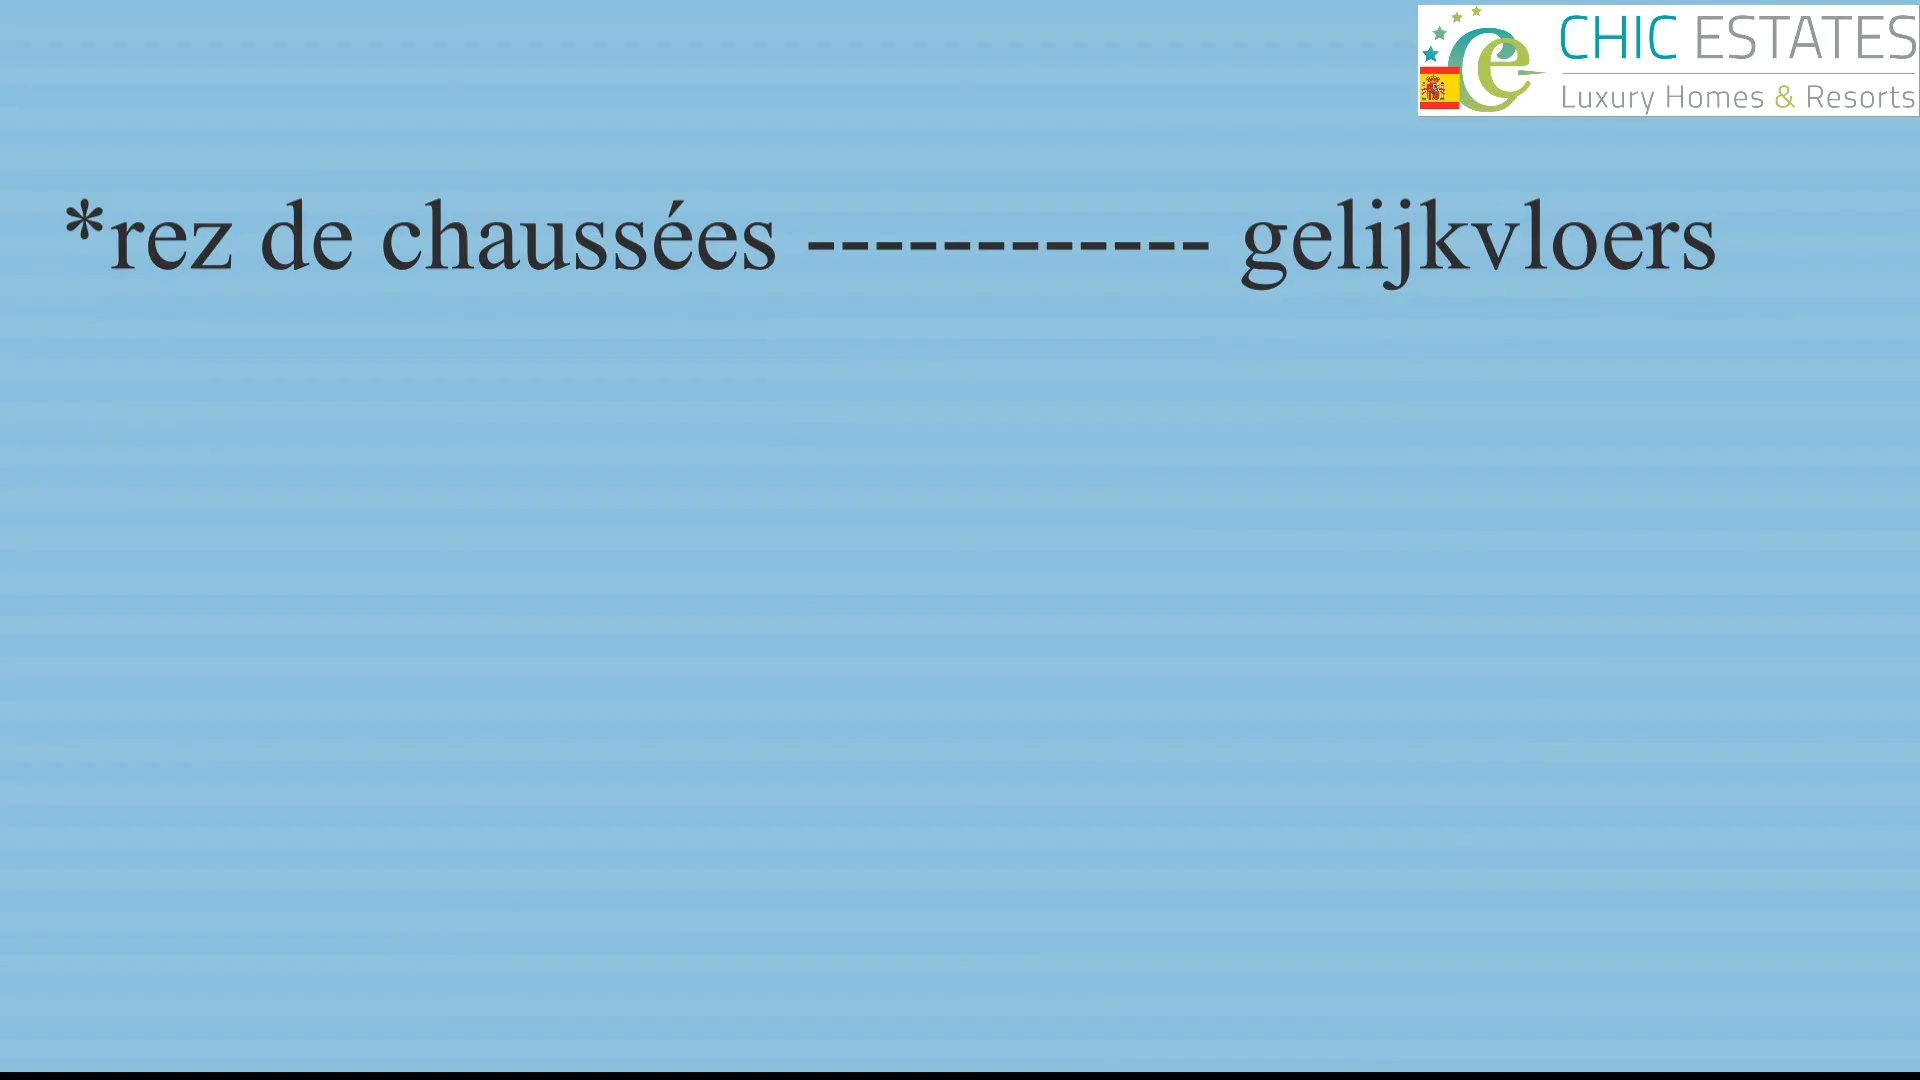 CHIC ESTATES
Luxury Homes & Resorts
*rez de chaussées ------------ gelijkvloers